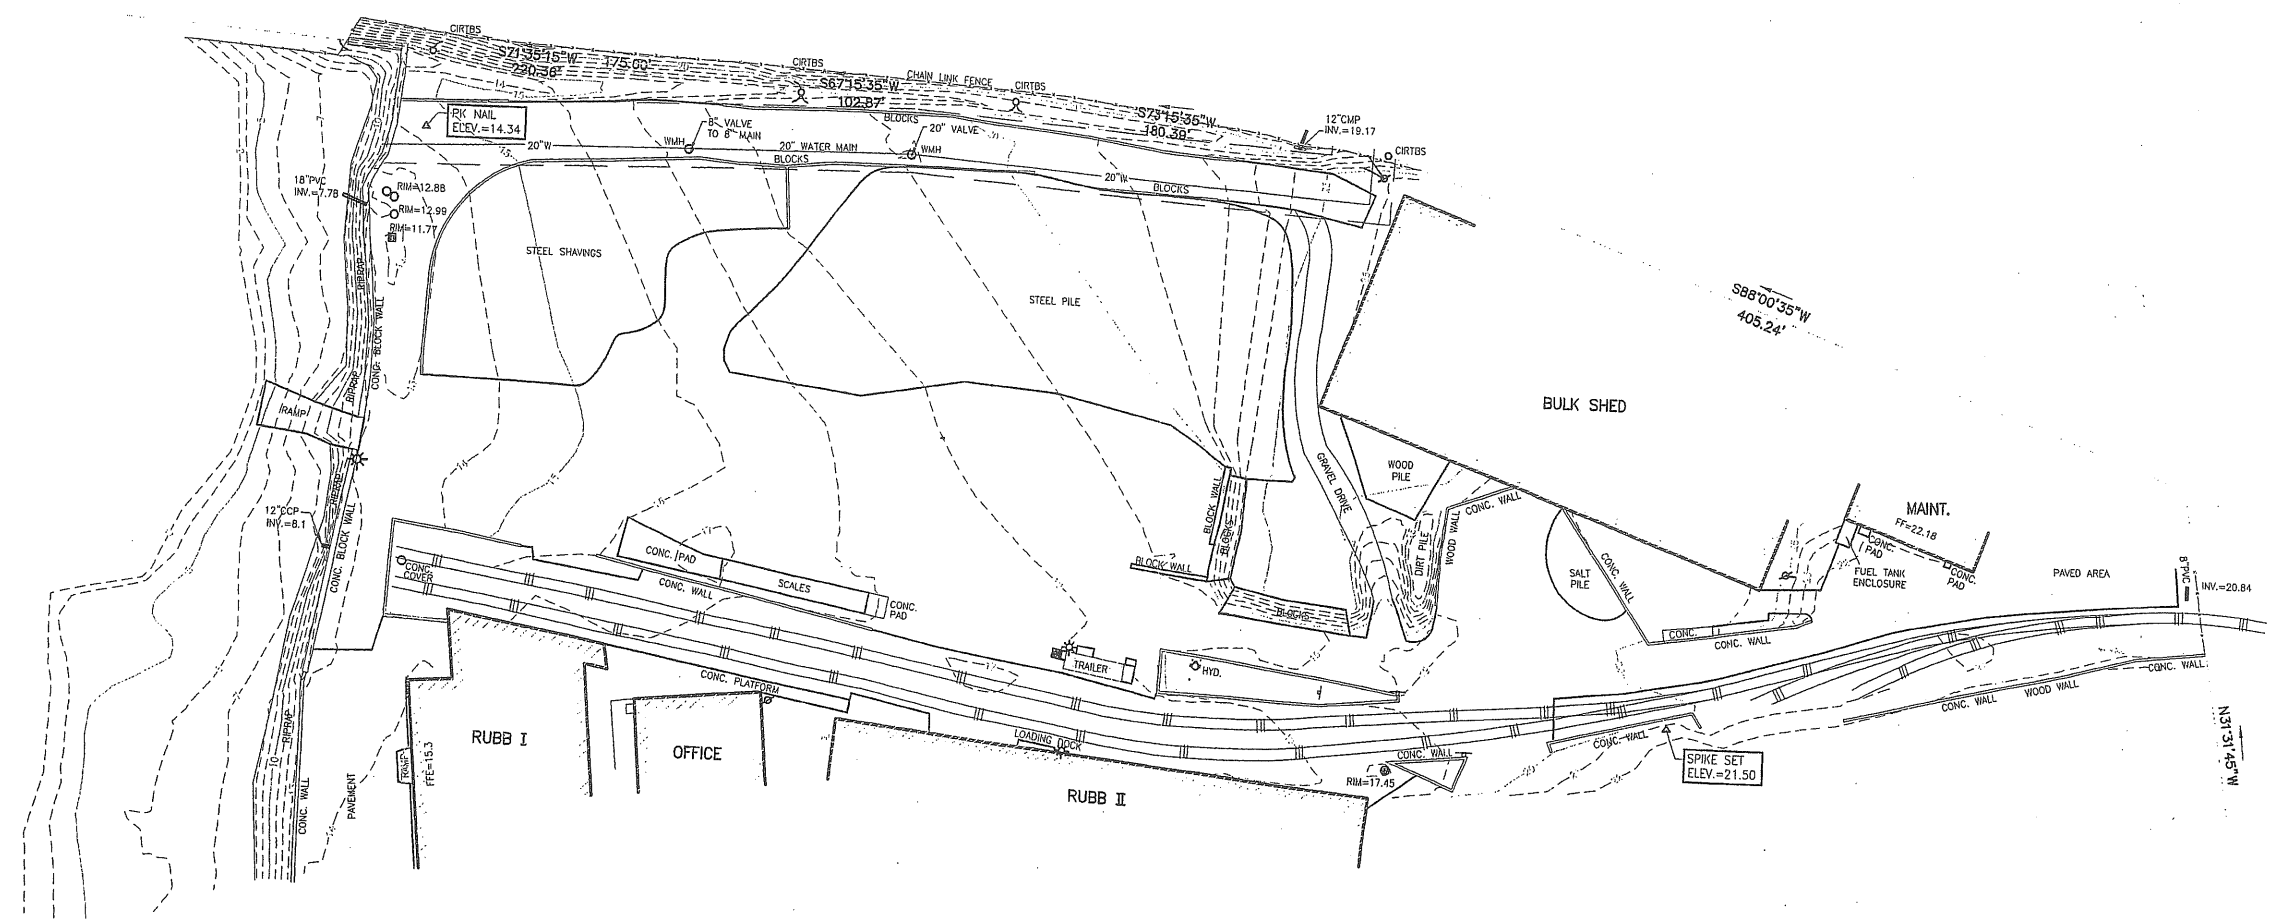 CIRTBS
S71°35'15"W 175.00'
220.36'
CIRTBS
S67°15'35"W
102.87'
CHAIN LINK FENCE
CIRTBS
S73°15'35"W
180.39'
12"CMP
INV.=19.17
CIRTBS
14
15
PK NAIL
ELEV.=14.34
15
BLOCKS
8" VALVE
TO 8" MAIN
20" VALVE
20"W
WMH
20" WATER MAIN
WMH
BLOCKS
20"W
BLOCKS
18"PVC
INV.=7.78
RIM=12.88
RIM=12.99
RIM=11.77
STEEL SHAVINGS
STEEL PILE
RIPRAP
CONC. BLOCK WALL
RIPRAP
RAMP
S88°00'35"W
405.24'
BULK SHED
WOOD
PILE
GRAVEL DRIVE
14
15
RIPRAP
12"CCP
INV.=8.1
CONC. BLOCK WALL
BLOCK WALL
BLOCKS
BLOCK WALL
BLOCKS
DIRT PILE
WOOD WALL
CONC. WALL
SALT
PILE
CONC. WALL
MAINT.
FF=22.18
CONC.
PAD
CONC.
PAD
FUEL TANK
ENCLOSURE
PAVED AREA
8"PVC
INV.=20.84
CONC.
COVER
CONC. PAD
SCALES
CONC.
PAD
CONC. WALL
CONC.
CONC. WALL
TRAILER
HYD.
CONC. PLATFORM
LOADING DOCK
RUBB I
OFFICE
RUBB II
CONC. WALL
RIM=17.45
CONC. WALL
SPIKE SET
ELEV.=21.50
CONC. WALL
WOOD WALL
CONC. WALL
N31°31'45"W
RIPRAP
10
CONC. WALL
PAVEMENT
RAMP
FFE=15.3